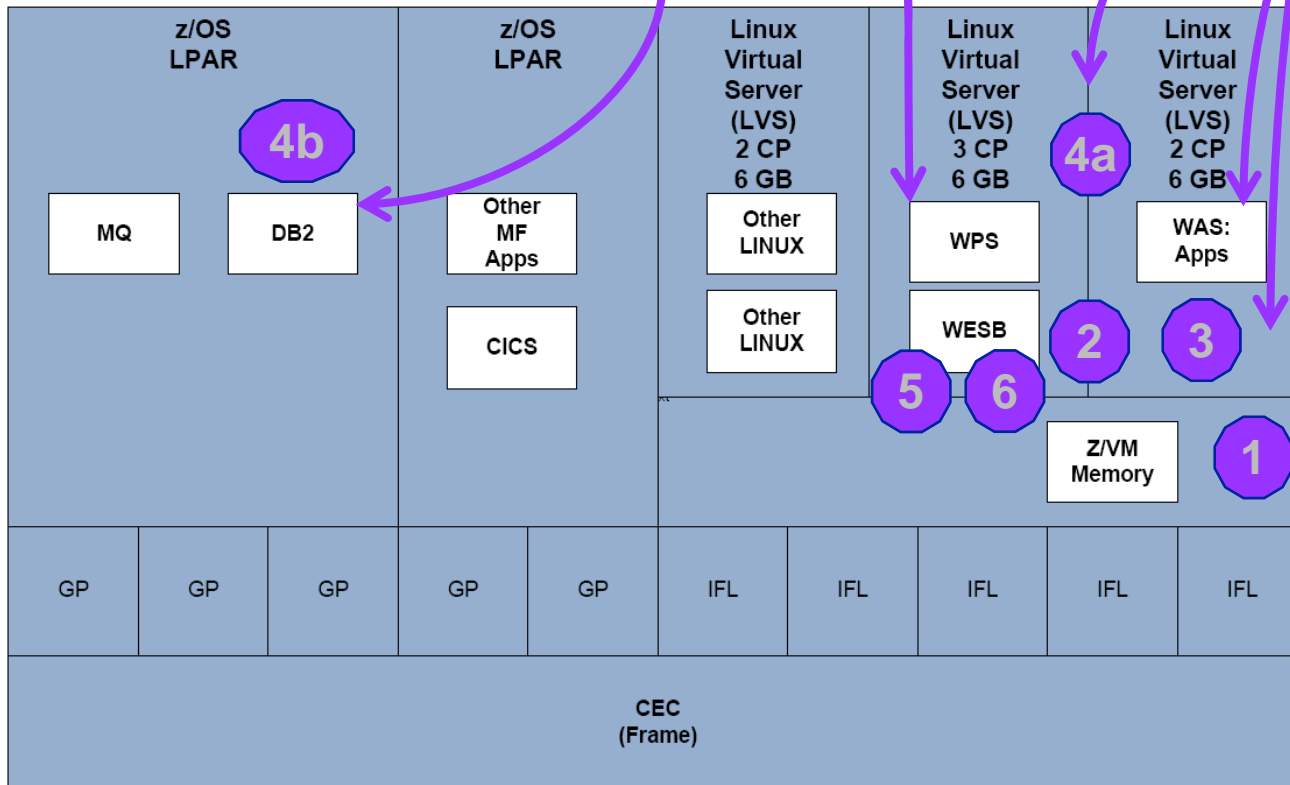 z/OS
LPAR
z/OS
LPAR
Linux
Virtual
Server
(LVS)
2 CP
6 GB
Linux
Virtual
Server
(LVS)
3 CP
6 GB
Linux
Virtual
Server
(LVS)
2 CP
6 GB
4b
4a
MQ
DB2
Other
MF
Apps
CICS
Other
LINUX
Other
LINUX
WPS
WESB
WAS:
Apps
2
3
5
6
Z/VM
Memory
1
GP
GP
GP
GP
GP
IFL
IFL
IFL
IFL
IFL
CEC
(Frame)